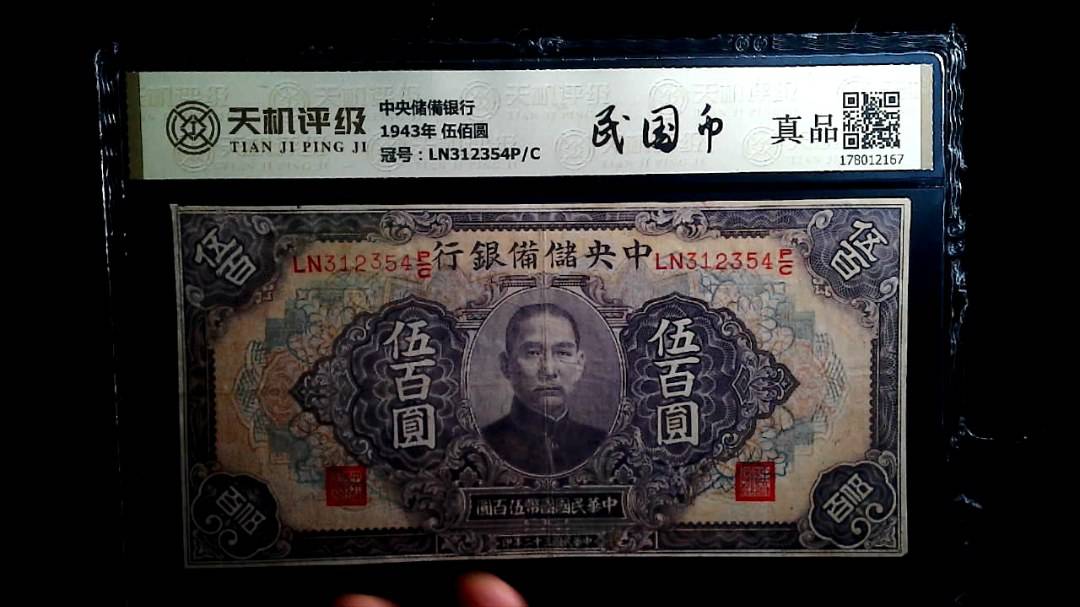 天机评级
TIAN JI PING JI
中央储備银行
1943年 伍佰圆
冠号：LN312354P/C
民国币
真品
178012167
伍百
伍百
行銀備儲央中
LN312354P/C
LN312354P/C
伍百圓
伍百圓
圓百伍幣國國民華中
伍百
伍百